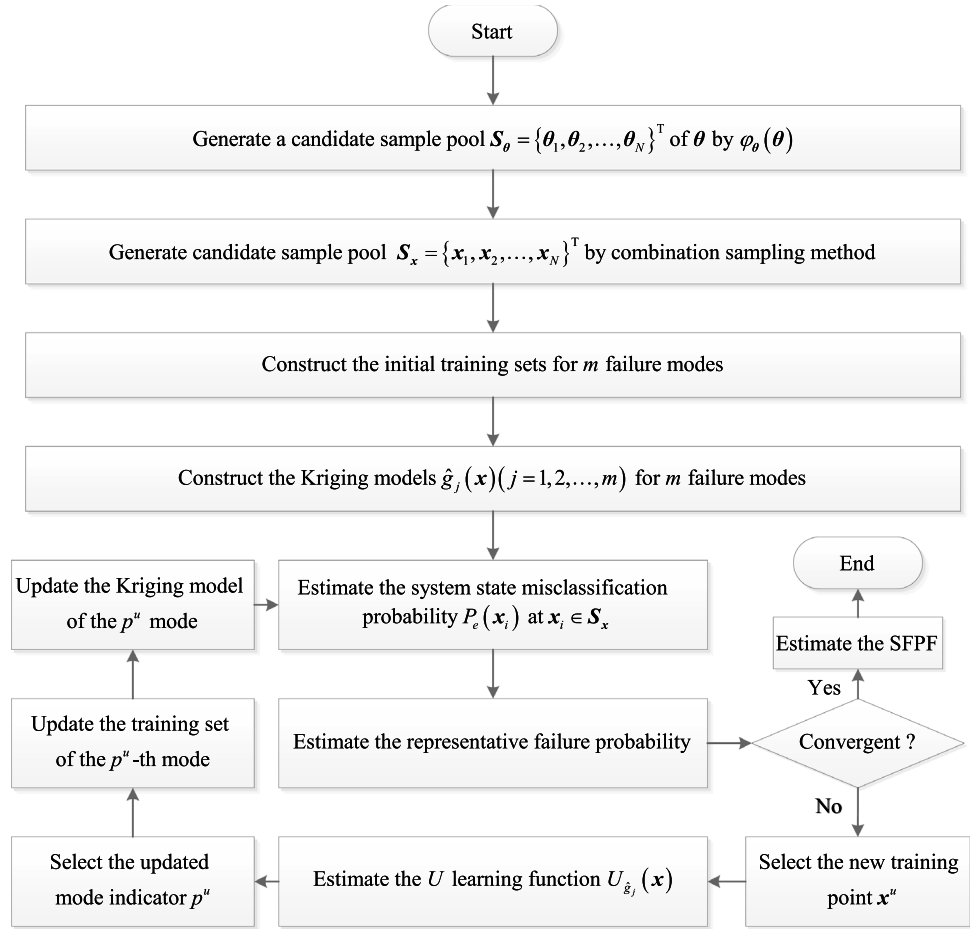 Start
Generate a candidate sample pool S_θ = {θ_1, θ_2, ..., θ_N}^T of θ by φ_θ(θ)
Generate candidate sample pool S_x = {x_1, x_2, ..., x_N}^T by combination sampling method
Construct the initial training sets for m failure modes
Construct the Kriging models ĝ_j(x)(j = 1, 2, ..., m) for m failure modes
Update the Kriging model
of the p^u mode
Estimate the system state misclassification
probability P_e(x_i) at x_i ∈ S_x
End
Estimate the SFPF
Yes
Update the training set
of the p^u-th mode
Estimate the representative failure probability
Convergent ?
No
Select the updated
mode indicator p^u
Estimate the U learning function U_{ĝ_j}(x)
Select the new training
point x^u